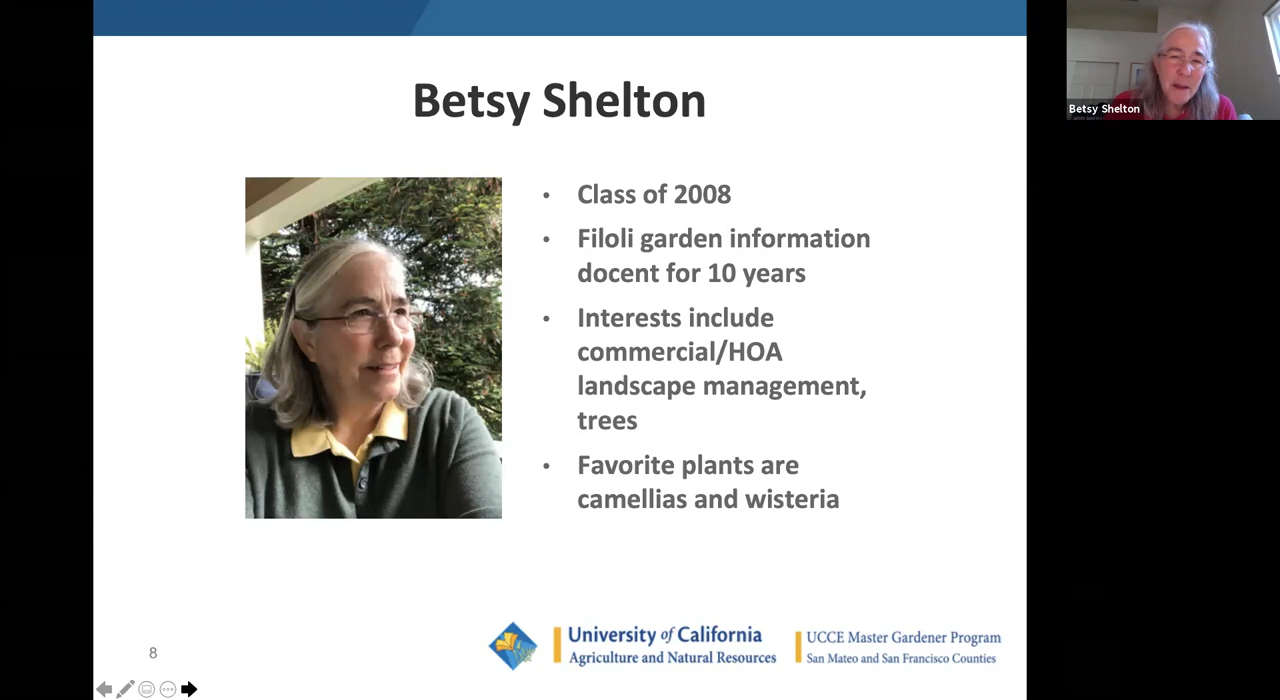 Betsy Shelton
Betsy Shelton
• Class of 2008
• Filoli garden information
docent for 10 years
• Interests include
commercial/HOA
landscape management,
trees
• Favorite plants are
camellias and wisteria
University of California
Agriculture and Natural Resources
UCCE Master Gardener Program
San Mateo and San Francisco Counties
8